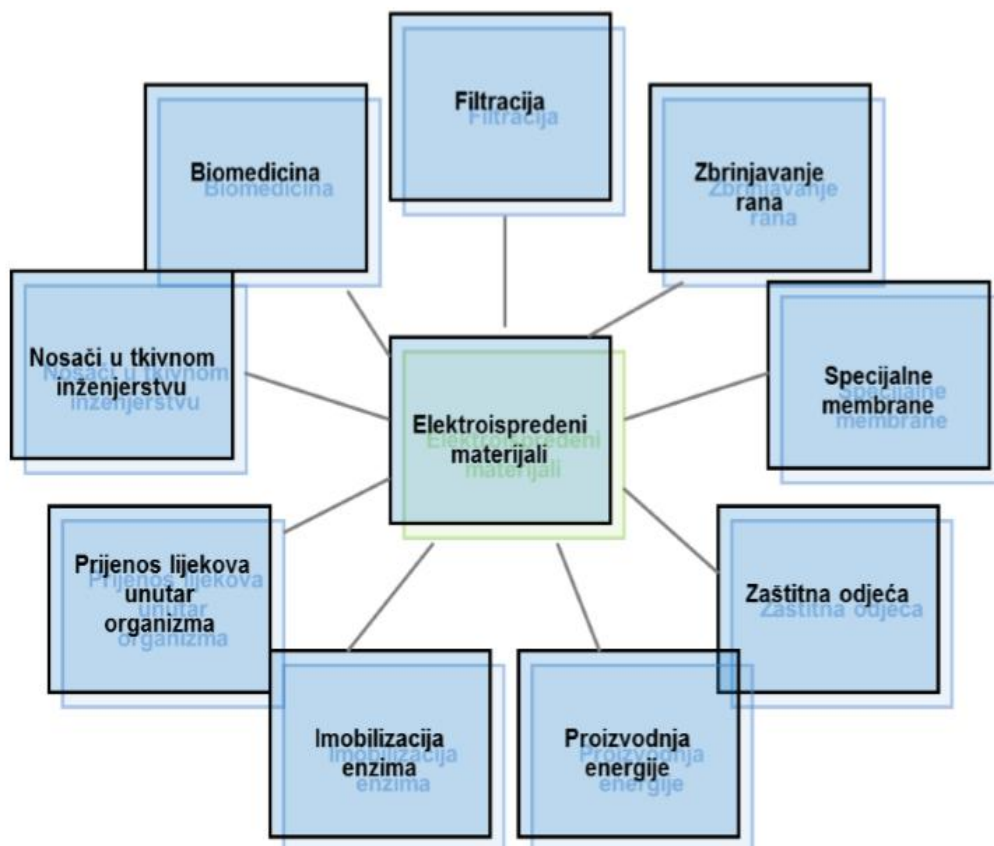 Filtracija
Biomedicina
Zbrinjavanje
rana
Nosači u tkivnom
inženjerstvu
Specijalne
membrane
Elektroispredeni
materijali
Prijenos lijekova
unutar
organizma
Zaštitna odjeća
Imobilizacija
enzima
Proizvodnja
energije